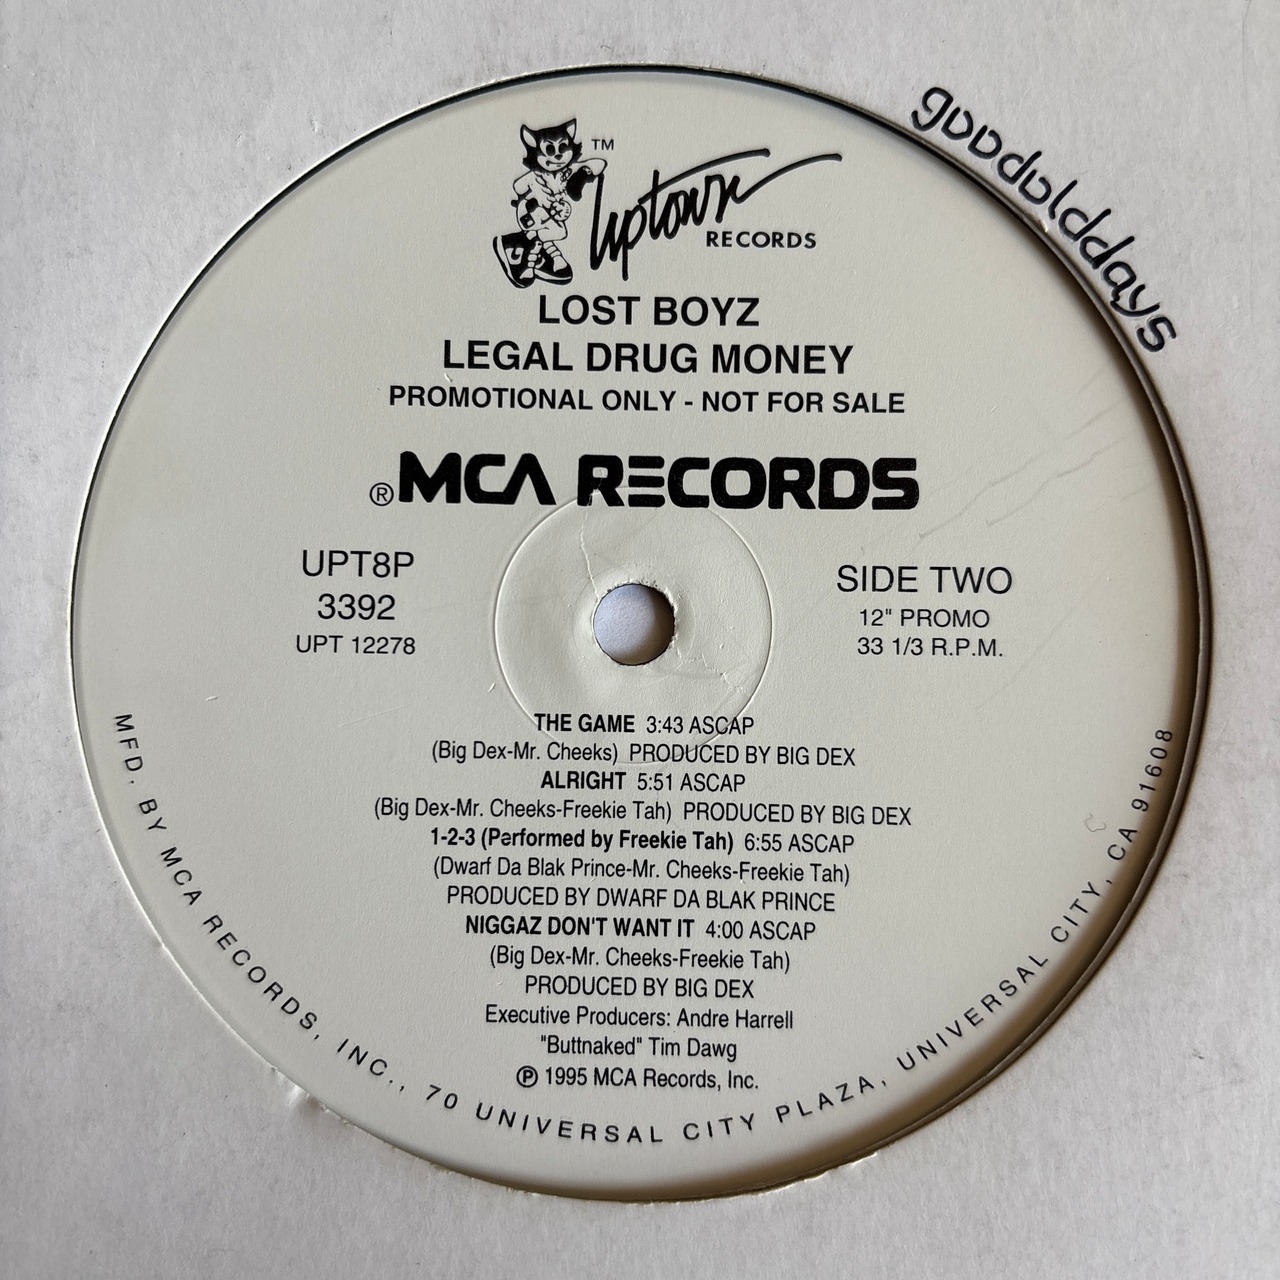 gooddolddays
TM
Uptown
RECORDS
LOST BOYZ
LEGAL DRUG MONEY
PROMOTIONAL ONLY - NOT FOR SALE
®MCA RECORDS
UPT8P
3392
UPT 12278
SIDE TWO
12" PROMO
33 1/3 R.P.M.
THE GAME 3:43 ASCAP
(Big Dex-Mr. Cheeks) PRODUCED BY BIG DEX
ALRIGHT 5:51 ASCAP
(Big Dex-Mr. Cheeks-Freekie Tah) PRODUCED BY BIG DEX
1-2-3 (Performed by Freekie Tah) 6:55 ASCAP
(Dwarf Da Blak Prince-Mr. Cheeks-Freekie Tah)
PRODUCED BY DWARF DA BLAK PRINCE
NIGGAZ DON'T WANT IT 4:00 ASCAP
(Big Dex-Mr. Cheeks-Freekie Tah)
PRODUCED BY BIG DEX
Executive Producers: Andre Harrell
"Buttnaked" Tim Dawg
℗ 1995 MCA Records, Inc.
MFD. BY MCA RECORDS, INC., 70 UNIVERSAL CITY PLAZA, UNIVERSAL CITY, CA 91608